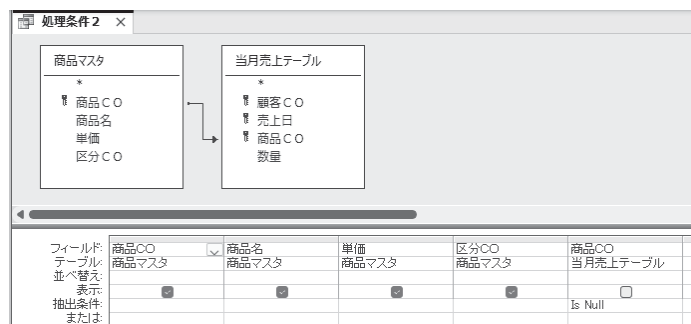 処理条件2 ×
商品マスタ
*
商品CO
商品名
単価
区分CO
当月売上テーブル
*
顧客CO
売上日
商品CO
数量
フィールド: 商品CO 商品名 単価 区分CO 商品CO
テーブル: 商品マスタ 商品マスタ 商品マスタ 商品マスタ 当月売上テーブル
並べ替え:
表示:
抽出条件: Is Null
または: